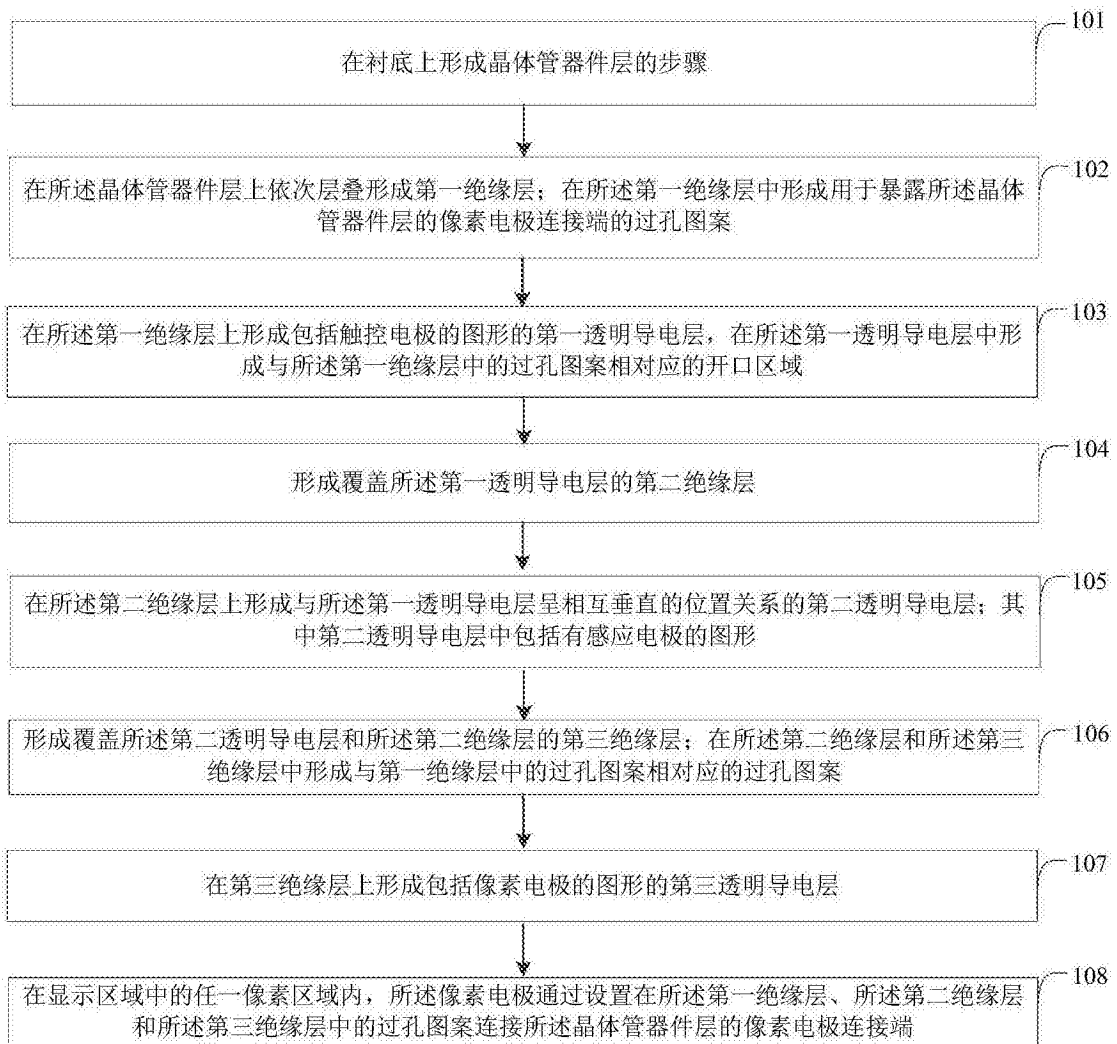 101
在衬底上形成晶体管器件层的步骤
102
在所述晶体管器件层上依次层叠形成第一绝缘层；在所述第一绝缘层中形成用于暴露所述晶体
管器件层的像素电极连接端的过孔图案
103
在所述第一绝缘层上形成包括触控电极的图形的第一透明导电层，在所述第一透明导电层中形
成与所述第一绝缘层中的过孔图案相对应的开口区域
104
形成覆盖所述第一透明导电层的第二绝缘层
105
在所述第二绝缘层上形成与所述第一透明导电层呈相互垂直的位置关系的第二透明导电层；其
中第二透明导电层中包括有感应电极的图形
106
形成覆盖所述第二透明导电层和所述第二绝缘层的第三绝缘层；在所述第二绝缘层和所述第三
绝缘层中形成与第一绝缘层中的过孔图案相对应的过孔图案
107
在第三绝缘层上形成包括像素电极的图形的第三透明导电层
108
在显示区域中的任一像素区域内，所述像素电极通过设置在所述第一绝缘层、所述第二绝缘层
和所述第三绝缘层中的过孔图案连接所述晶体管器件层的像素电极连接端